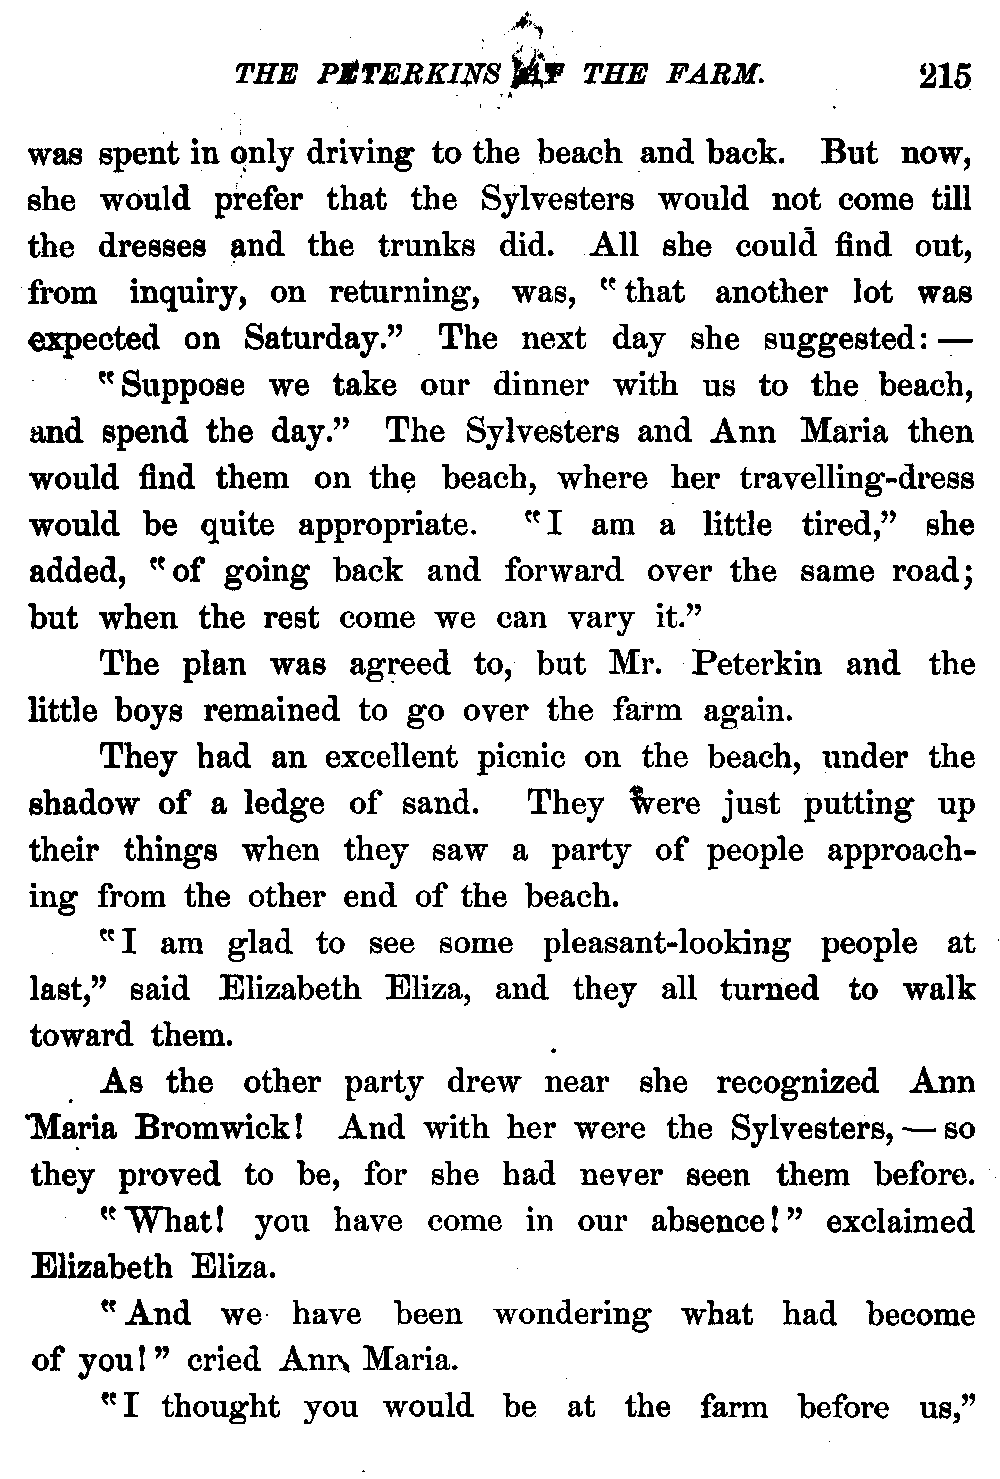 THE PETERKINS AT THE FARM. 215
was spent in only driving to the beach and back. But now,
she would prefer that the Sylvesters would not come till
the dresses and the trunks did. All she could find out,
from inquiry, on returning, was, "that another lot was
expected on Saturday." The next day she suggested: —
"Suppose we take our dinner with us to the beach,
and spend the day." The Sylvesters and Ann Maria then
would find them on the beach, where her travelling-dress
would be quite appropriate. "I am a little tired," she
added, "of going back and forward over the same road;
but when the rest come we can vary it."
The plan was agreed to, but Mr. Peterkin and the
little boys remained to go over the farm again.
They had an excellent picnic on the beach, under the
shadow of a ledge of sand. They were just putting up
their things when they saw a party of people approach-
ing from the other end of the beach.
"I am glad to see some pleasant-looking people at
last," said Elizabeth Eliza, and they all turned to walk
toward them.
As the other party drew near she recognized Ann
Maria Bromwick! And with her were the Sylvesters, — so
they proved to be, for she had never seen them before.
"What! you have come in our absence!" exclaimed
Elizabeth Eliza.
"And we have been wondering what had become
of you!" cried Ann Maria.
"I thought you would be at the farm before us,"